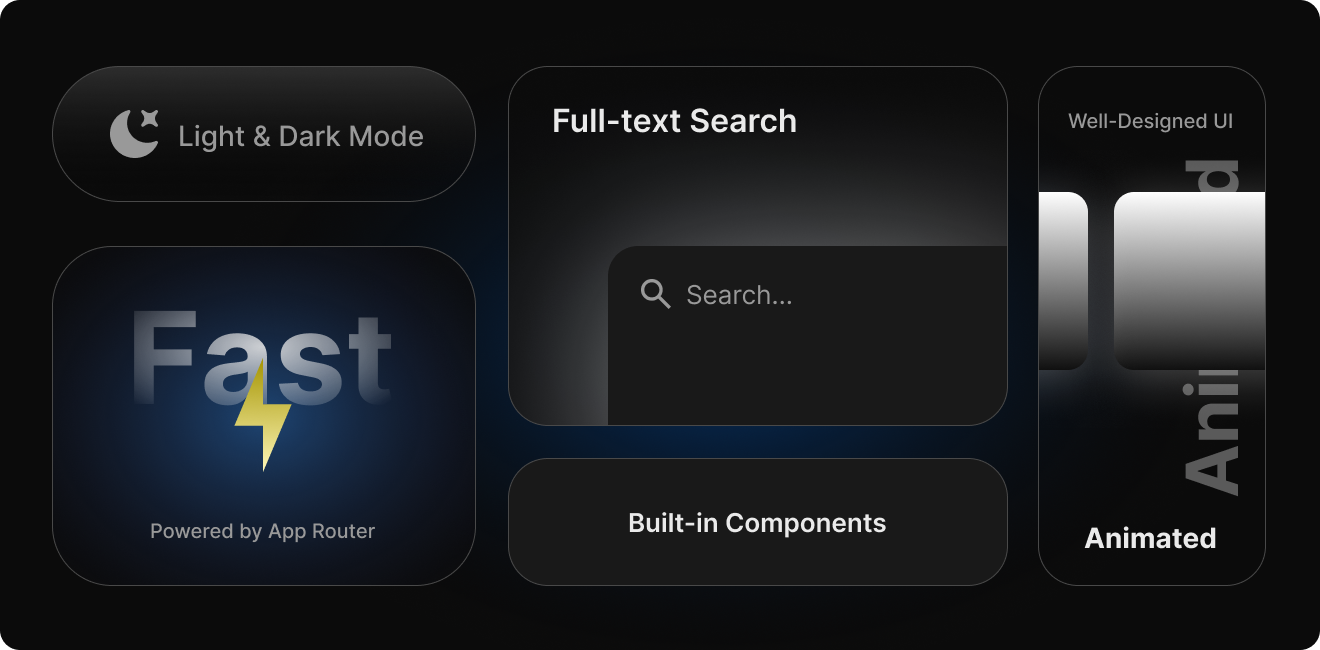 Light & Dark Mode
Fast
Powered by App Router
Full-text Search
Search...
Built-in Components
Well-Designed UI
Animated